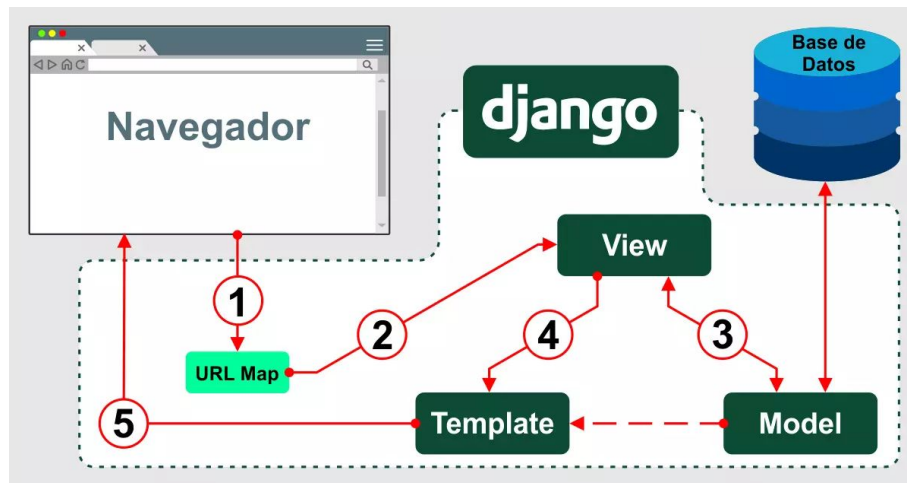 Navegador
django
Base de
Datos
View
1
2
4
3
URL Map
5
Template
Model